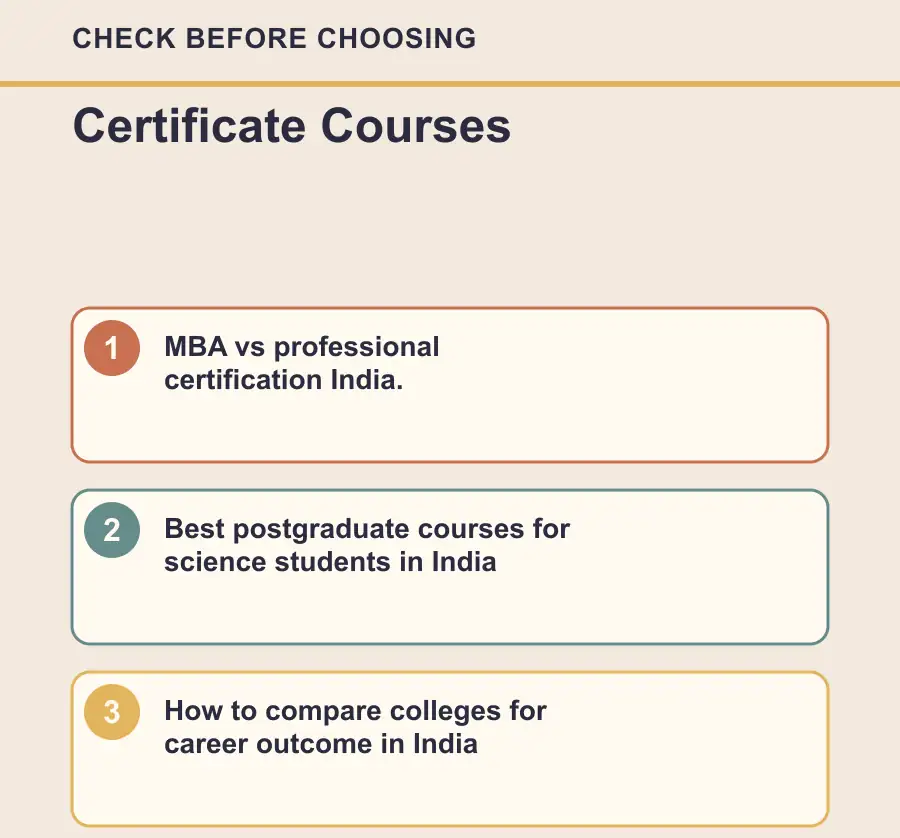 CHECK BEFORE CHOOSING
Certificate Courses
1
MBA vs professional
certification India.
2
Best postgraduate courses for
science students in India
3
How to compare colleges for
career outcome in India